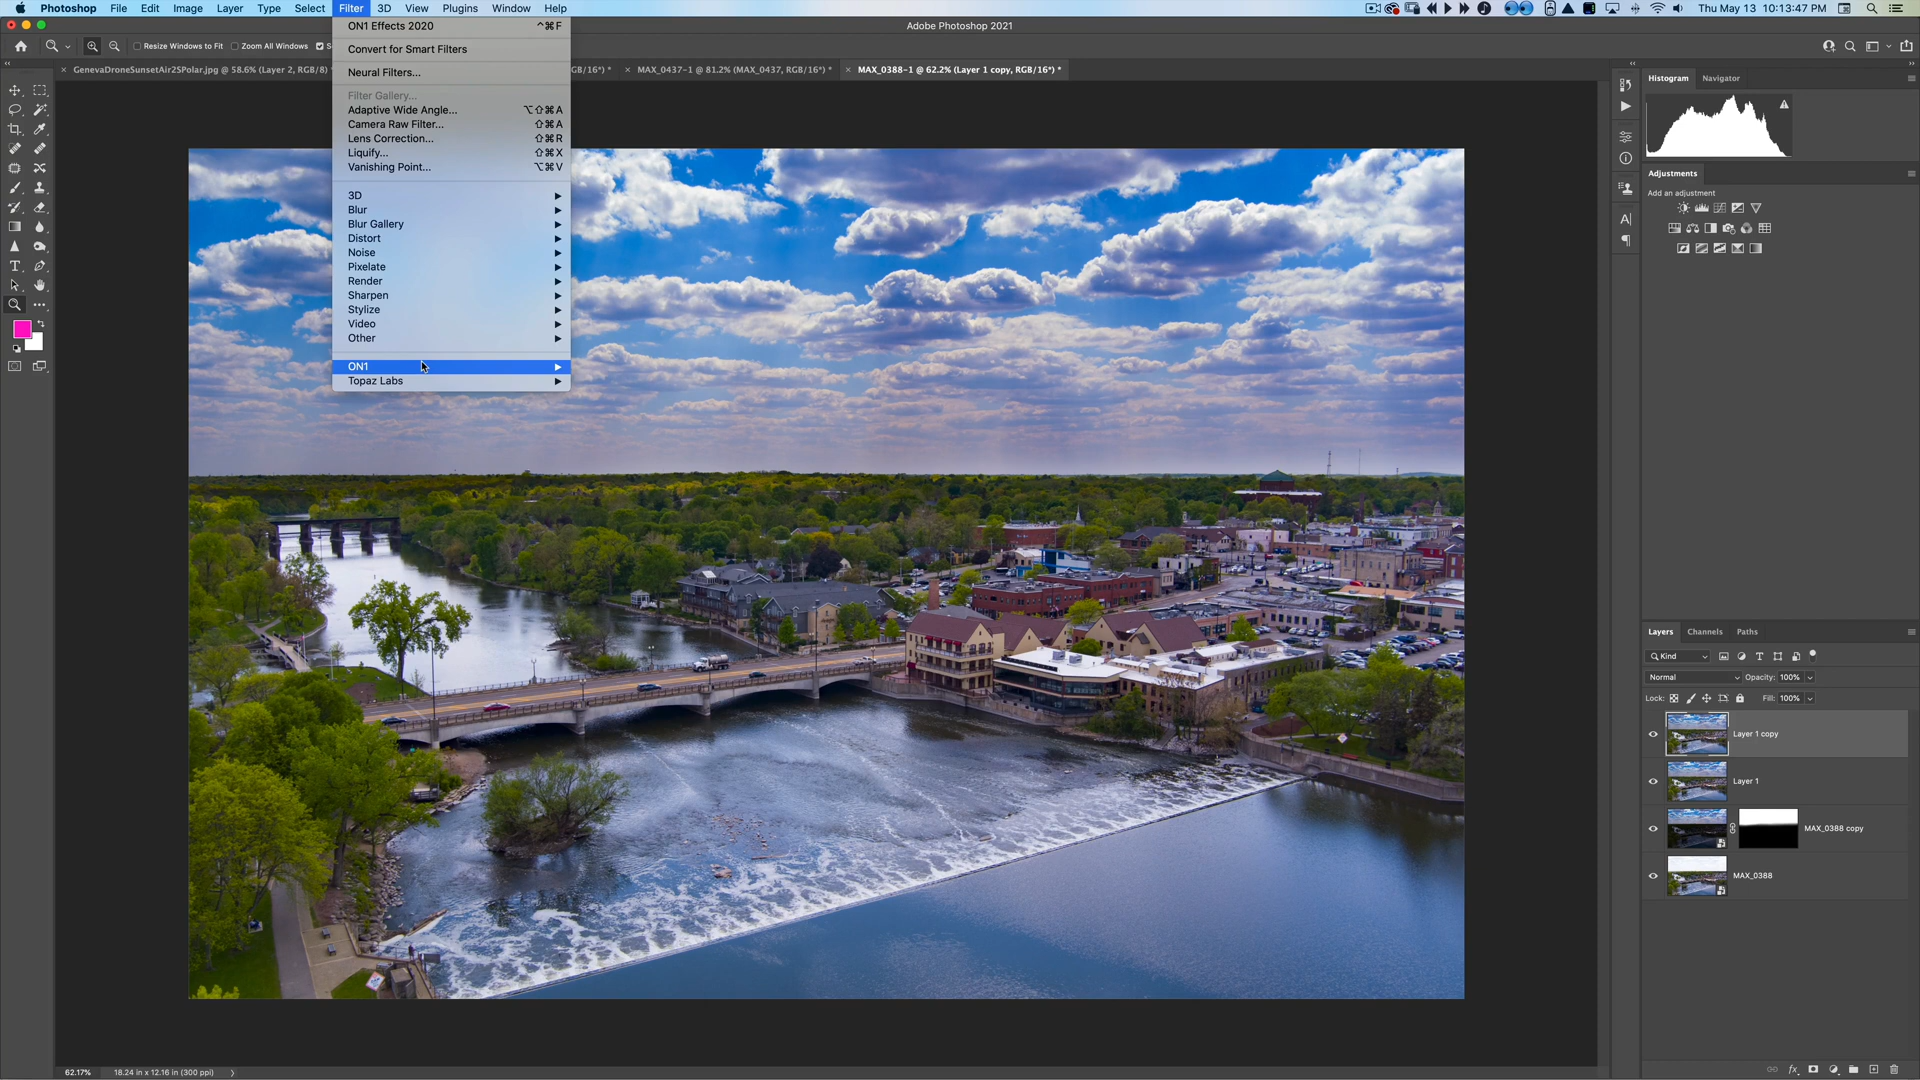 Photoshop File Edit Image Layer Type Select Filter 3D View Plugins Window Help Thu May 13 10:13:47 PM
Adobe Photoshop 2021
Resize Windows to Fit Zoom All Windows
GenevaDroneSunsetAir2SPolar.jpg @ 58.6% (Layer 2, RGB/8) GB/16*) * MAX_0437-1 @ 81.2% (MAX_0437, RGB/16*) * MAX_0388-1 @ 62.2% (Layer 1 copy, RGB/16*) *
ON1 Effects 2020 ^⌘F
Convert for Smart Filters
Neural Filters...
Filter Gallery...
Adaptive Wide Angle... ⌥⇧⌘A
Camera Raw Filter... ⇧⌘A
Lens Correction... ⇧⌘R
Liquify... ⇧⌘X
Vanishing Point... ⌥⌘V
3D
Blur
Blur Gallery
Distort
Noise
Pixelate
Render
Sharpen
Stylize
Video
Other
ON1
Topaz Labs
Histogram Navigator
Adjustments
Add an adjustment
Layers Channels Paths
Kind
Normal Opacity: 100%
Lock: Fill: 100%
Layer 1 copy
Layer 1
MAX_0388 copy
MAX_0388
62.17% 18.24 in x 12.16 in (300 ppi)